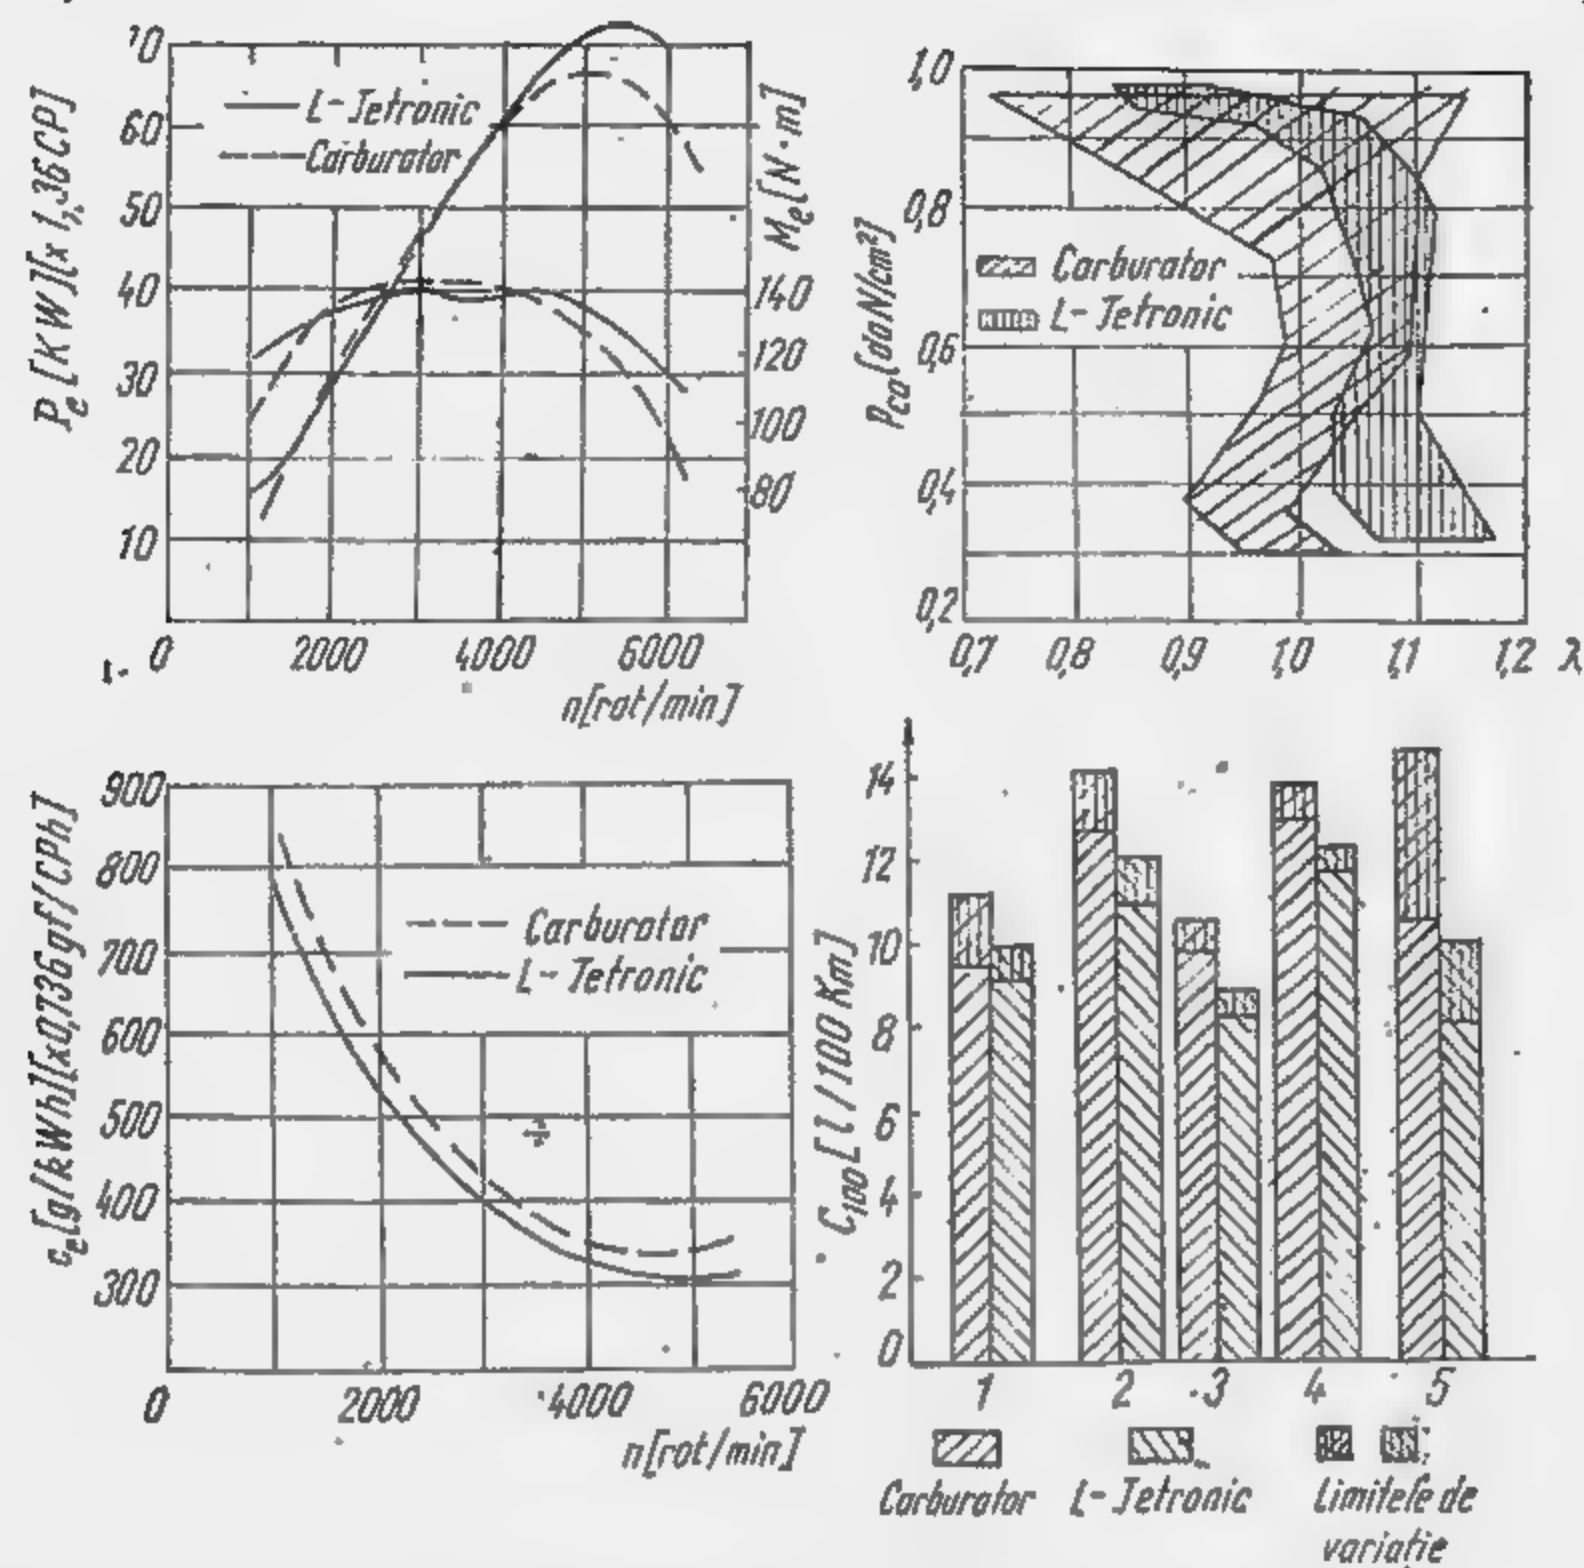 10
60
50
40
30
20
10
0 2000 4000 6000
n[rot/min]
Pe [KW][x 1,36CP]
Me[N·m]
140
120
100
80
L-Jetronic
Carburator
1,0
0,8
0,6
0,4
0,2
0,7 0,8 0,9 1,0 1,1 1,2 λ
Pca[daN/cm²]
Carburator
L-Jetronic
900
800
700
600
500
400
300
0 2000 4000 6000
n[rot/min]
ce[g/kWh][x0,736gf/CPh]
Carburator
L-Jetronic
14
12
10
8
6
4
2
0
C100[l/100 Km]
1 2 3 4 5
Carburator L-Jetronic Limitele de
variație